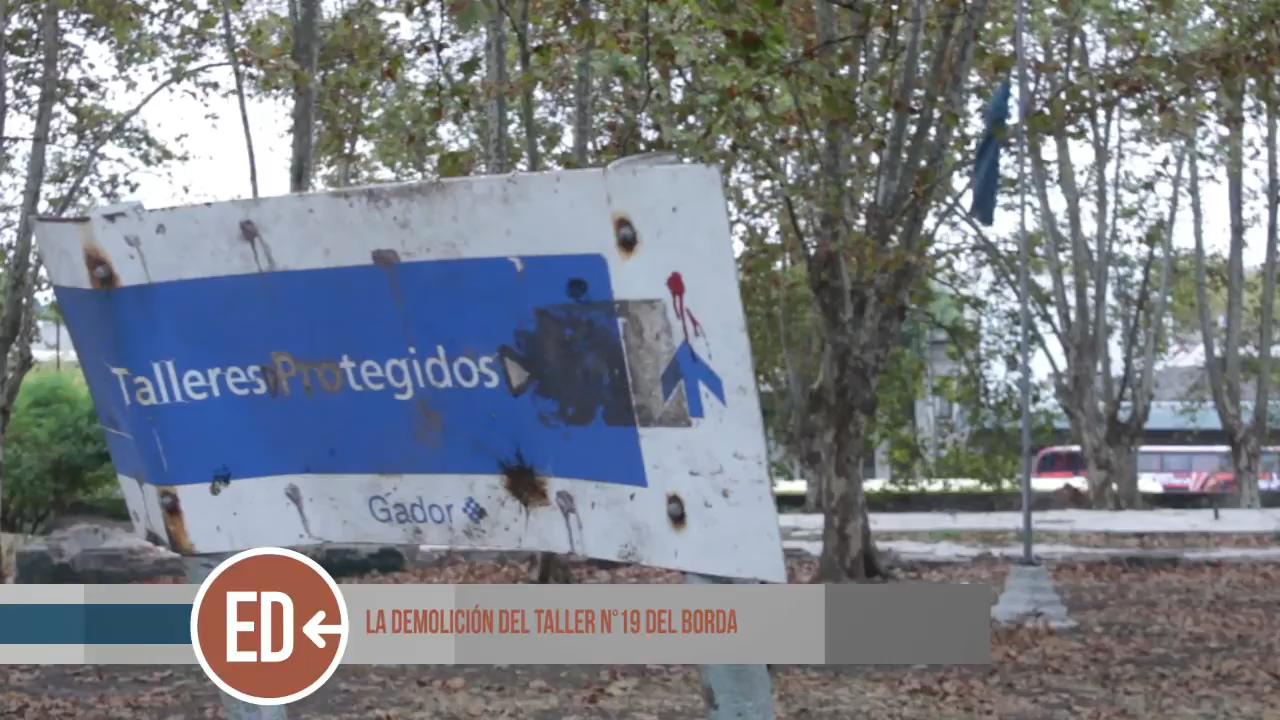 Talleres Protegidos
Gador
ED
LA DEMOLICIÓN DEL TALLER N°19 DEL BORDA